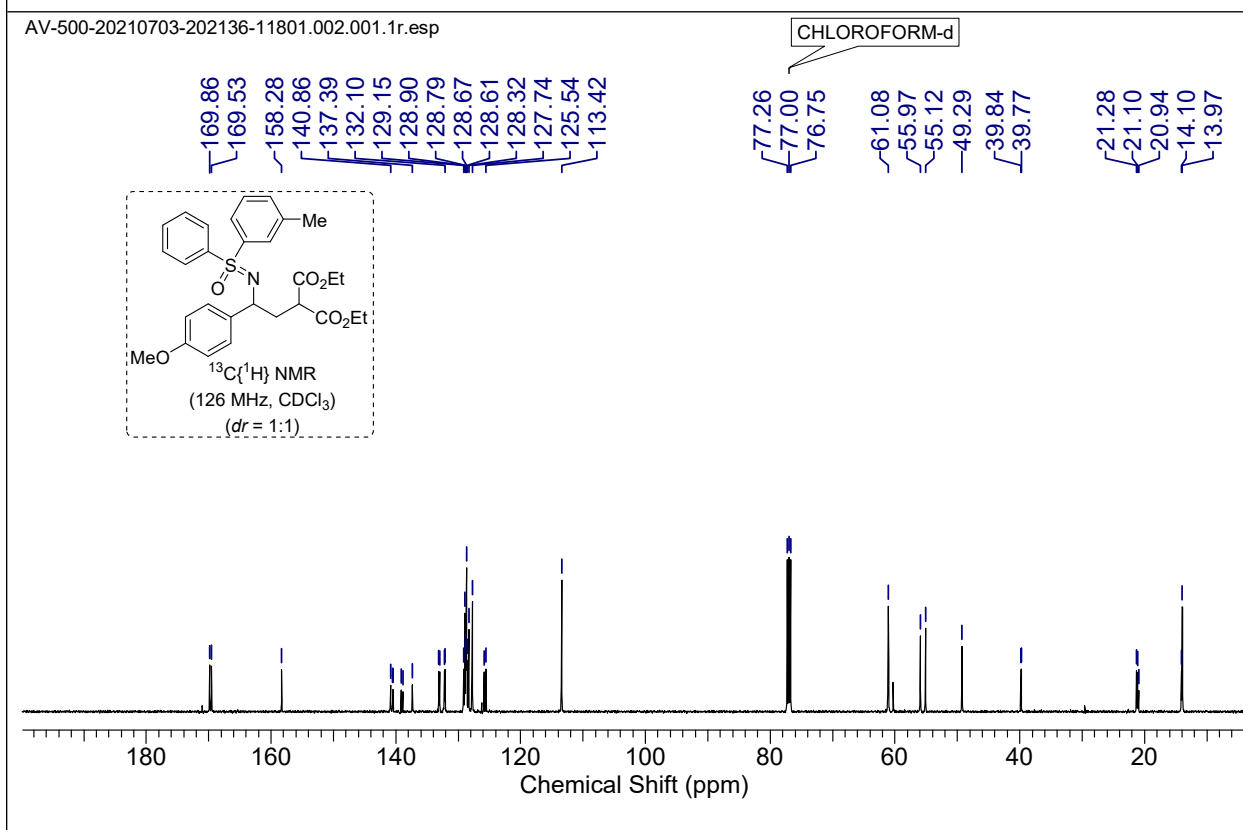 AV-500-20210703-202136-11801.002.001.1r.esp
CHLOROFORM-d
169.86
169.53
158.28
140.86
137.39
132.10
129.15
128.90
128.79
128.67
128.61
128.32
127.74
125.54
113.42
77.26
77.00
76.75
61.08
55.97
55.12
49.29
39.84
39.77
21.28
21.10
20.94
14.10
13.97
Me
S
N
O
CO₂Et
CO₂Et
MeO
¹³C{¹H} NMR
(126 MHz, CDCl₃)
(dr = 1:1)
180 160 140 120 100 80 60 40 20
Chemical Shift (ppm)